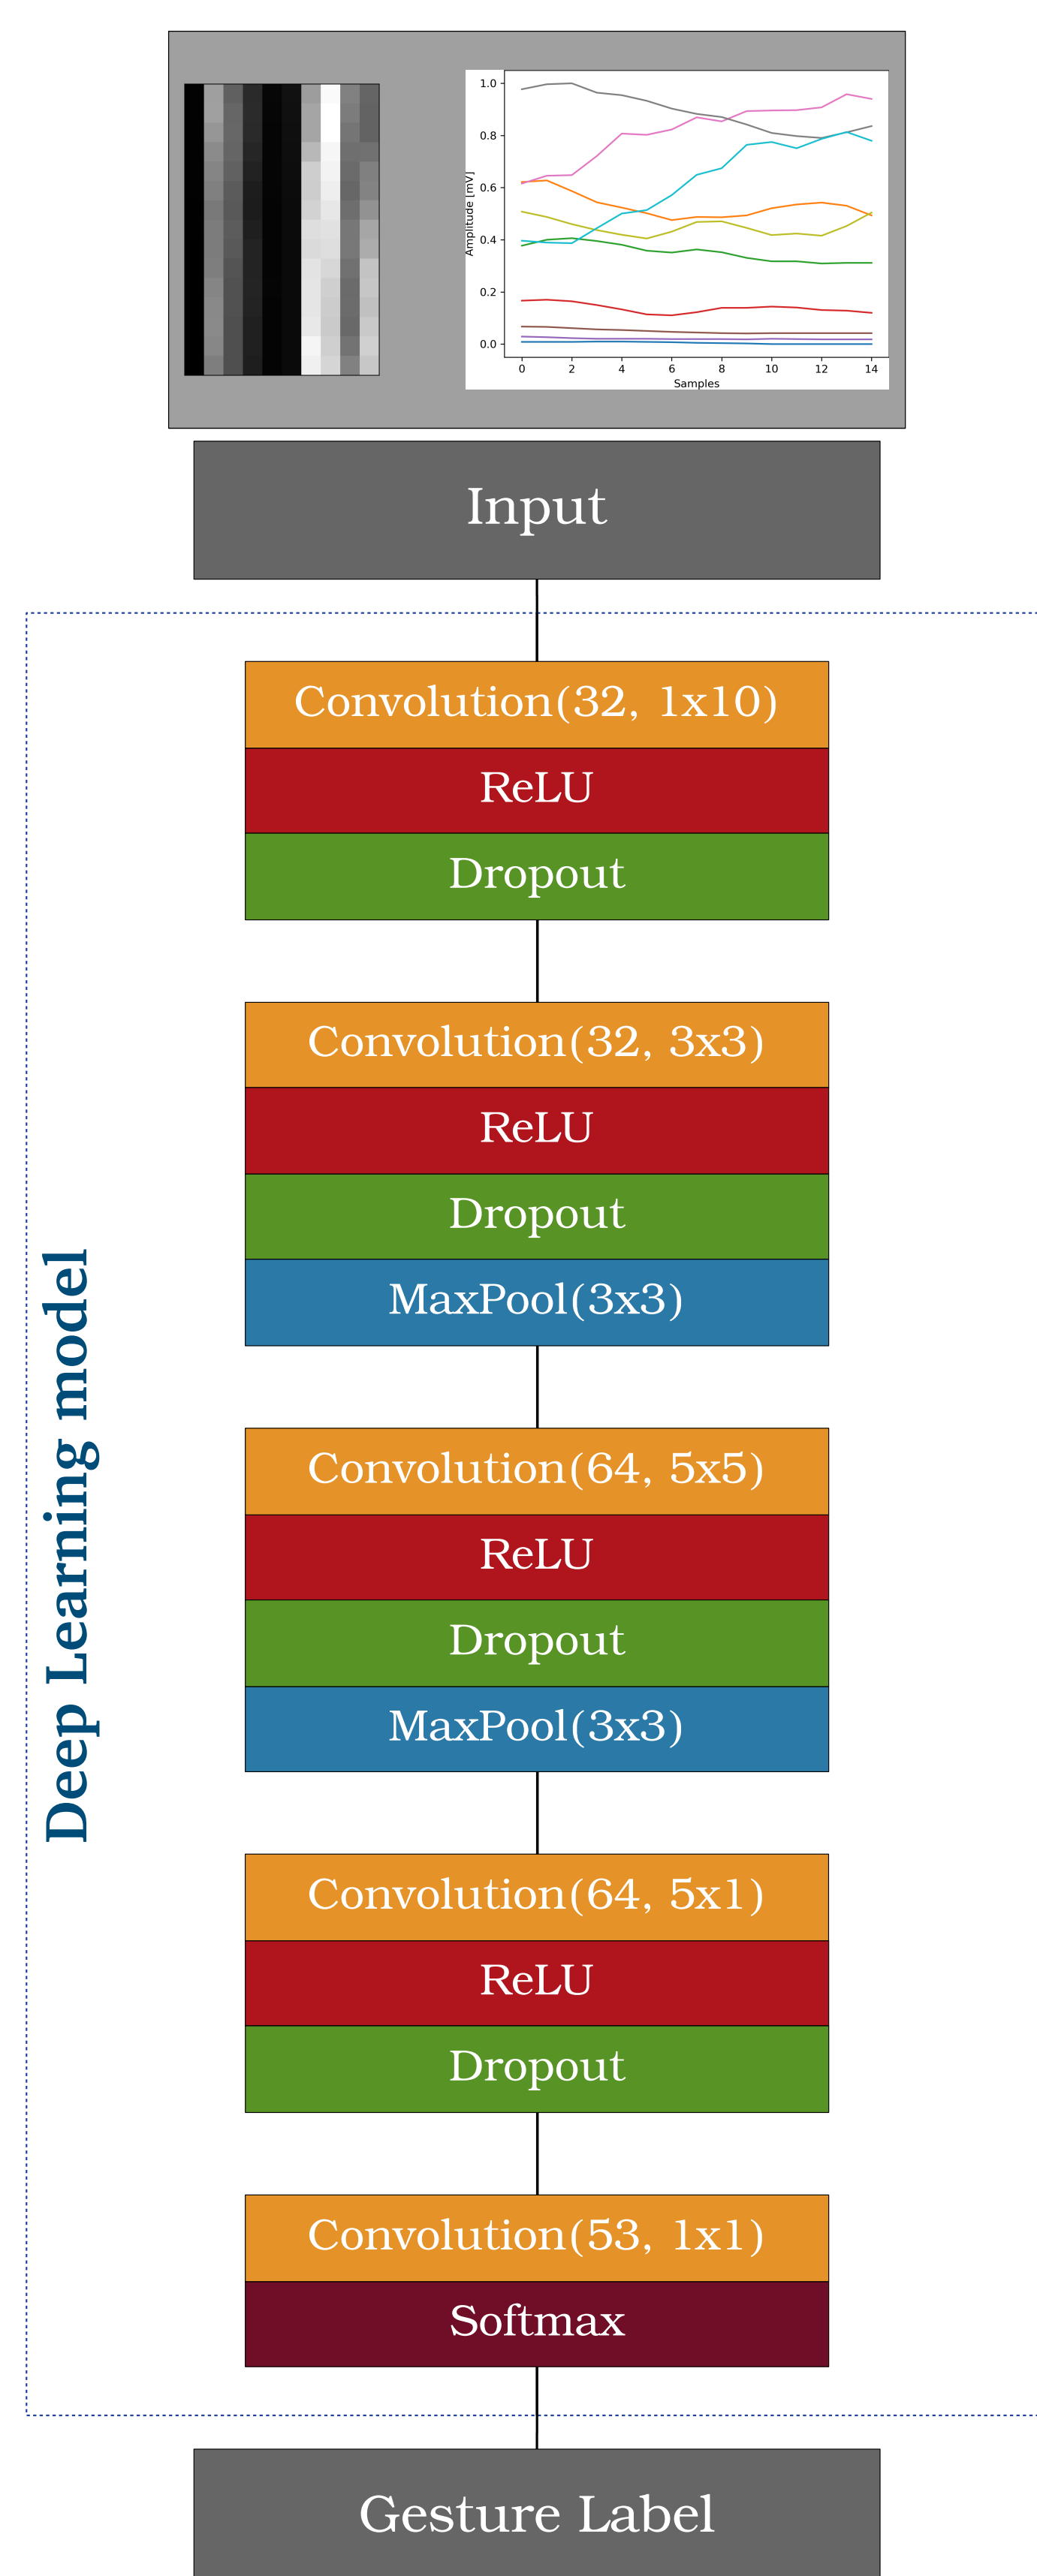 1.0
0.8
0.6
0.4
0.2
0.0
Amplitude [mV]
0 2 4 6 8 10 12 14
Samples
Input
Deep Learning model
Convolution(32, 1x10)
ReLU
Dropout
Convolution(32, 3x3)
ReLU
Dropout
MaxPool(3x3)
Convolution(64, 5x5)
ReLU
Dropout
MaxPool(3x3)
Convolution(64, 5x1)
ReLU
Dropout
Convolution(53, 1x1)
Softmax
Gesture Label